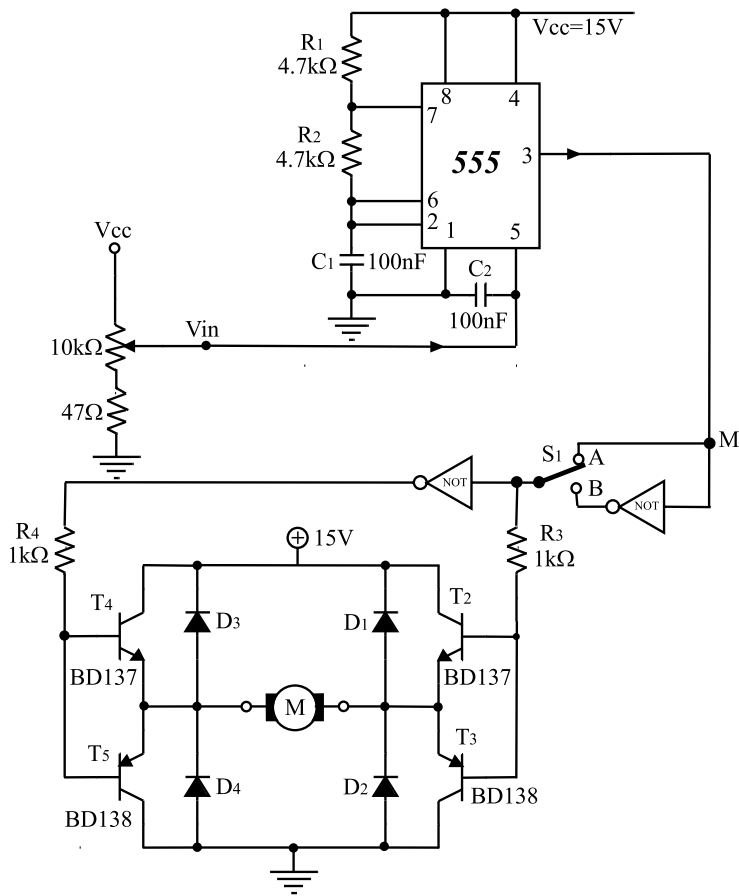 Vcc=15V
R1
4.7kΩ
8
4
7
R2
4.7kΩ
555
3
6
2
1
5
Vcc
C1
100nF
C2
100nF
10kΩ
Vin
47Ω
M
S1
A
B
NOT
NOT
R4
1kΩ
R3
1kΩ
15V
T4
D3
D1
T2
BD137
BD137
M
T5
T3
D4
D2
BD138
BD138